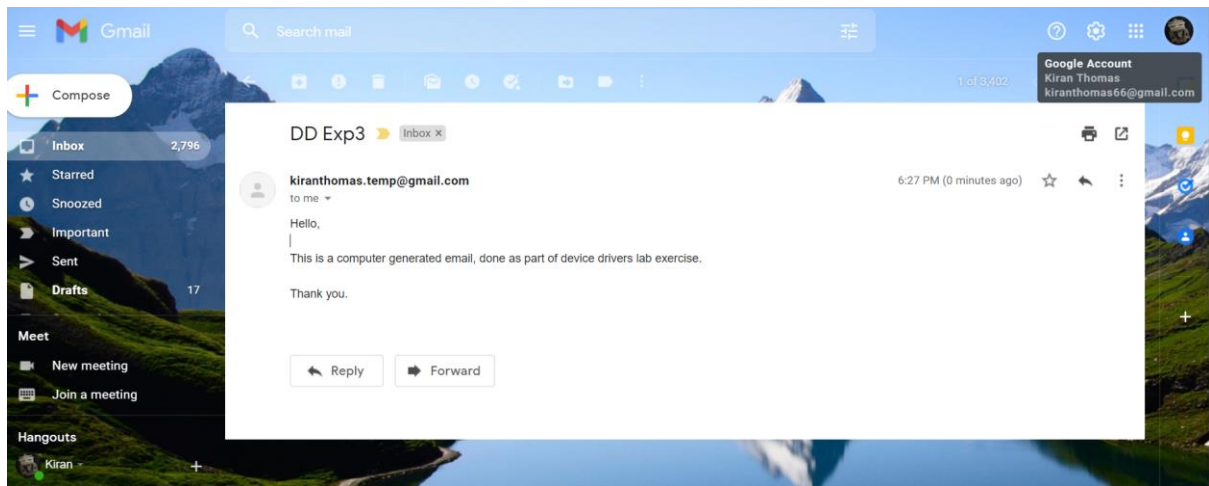 Gmail
Search mail
Google Account
Kiran Thomas
kiranthomas66@gmail.com
Compose
1 of 3,402
DD Exp3 Inbox ×
Inbox 2,796
Starred
Snoozed
Important
Sent
Drafts 17
kiranthomas.temp@gmail.com 6:27 PM (0 minutes ago)
to me
Hello,
This is a computer generated email, done as part of device drivers lab exercise.
Thank you.
Reply Forward
Meet
New meeting
Join a meeting
Hangouts
Kiran